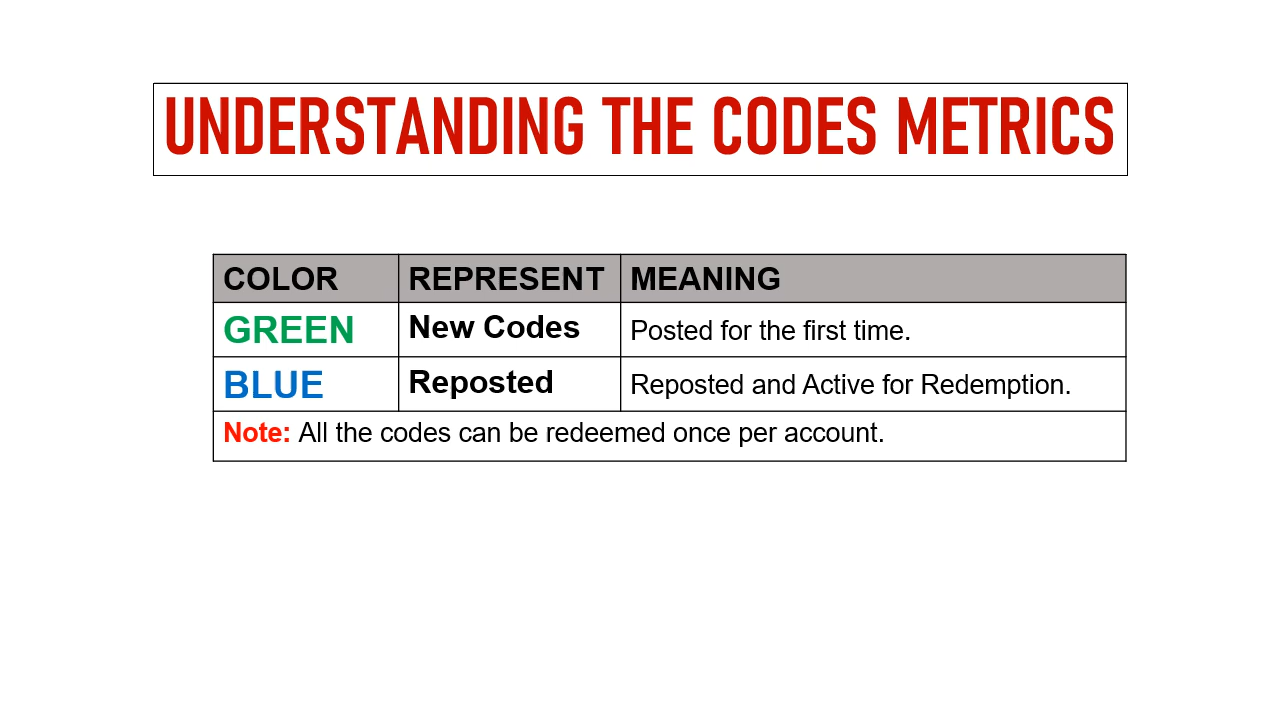 UNDERSTANDING THE CODES METRICS
COLOR REPRESENT MEANING
GREEN New Codes Posted for the first time.
BLUE Reposted Reposted and Active for Redemption.
Note: All the codes can be redeemed once per account.